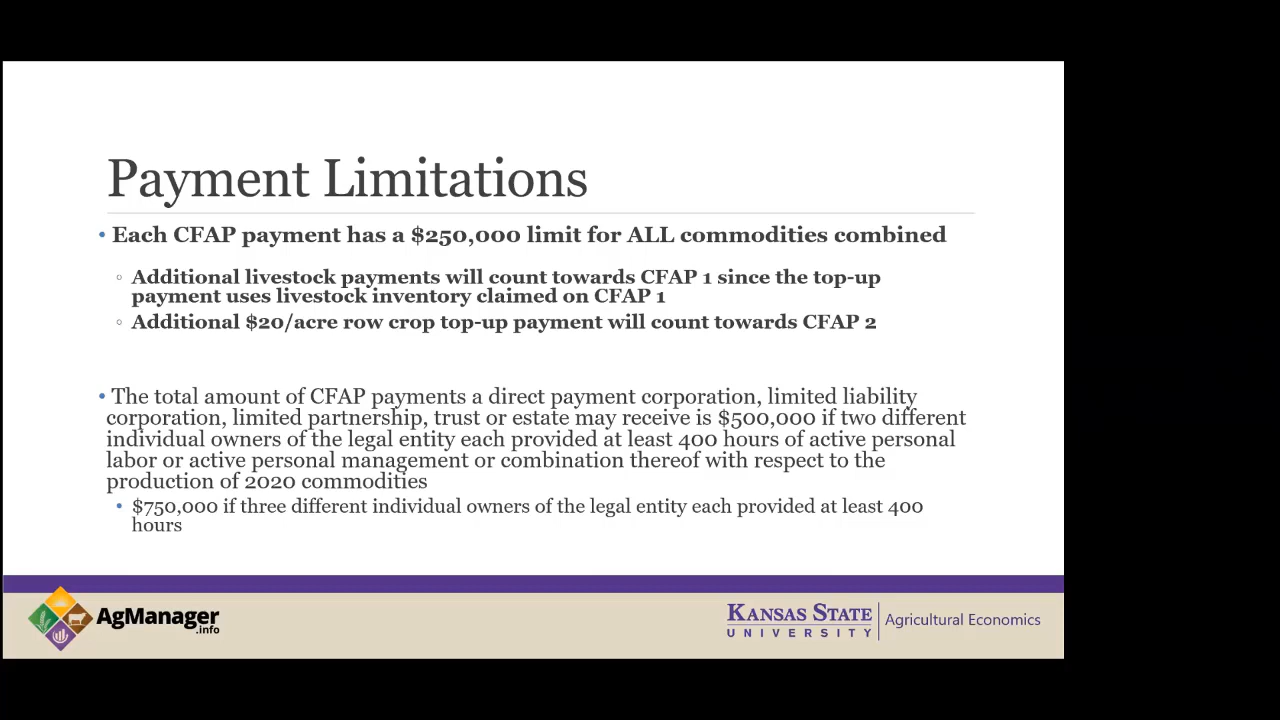 Payment Limitations
• Each CFAP payment has a $250,000 limit for ALL commodities combined
◦ Additional livestock payments will count towards CFAP 1 since the top-up
payment uses livestock inventory claimed on CFAP 1
◦ Additional $20/acre row crop top-up payment will count towards CFAP 2
• The total amount of CFAP payments a direct payment corporation, limited liability
corporation, limited partnership, trust or estate may receive is $500,000 if two different
individual owners of the legal entity each provided at least 400 hours of active personal
labor or active personal management or combination thereof with respect to the
production of 2020 commodities
• $750,000 if three different individual owners of the legal entity each provided at least 400
hours
AgManager
.info
KANSAS STATE
UNIVERSITY
Agricultural Economics